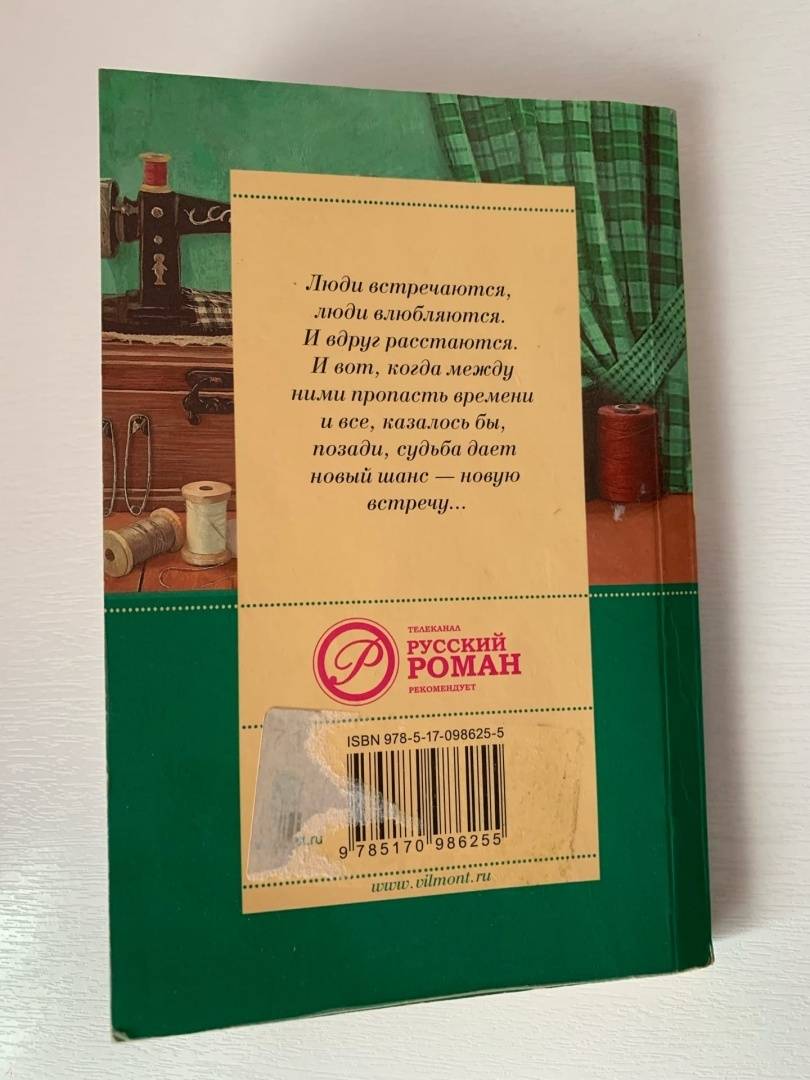 Люди встречаются,
люди влюбляются.
И вдруг расстаются.
И вот, когда между
ними пропасть времени
и все, казалось бы,
позади, судьба дает
новый шанс — новую
встречу...
Р
ТЕЛЕКАНАЛ
РУССКИЙ
РОМАН
РЕКОМЕНДУЕТ
ISBN 978-5-17-098625-5
.ru
9 785170 986255
www.vilmont.ru